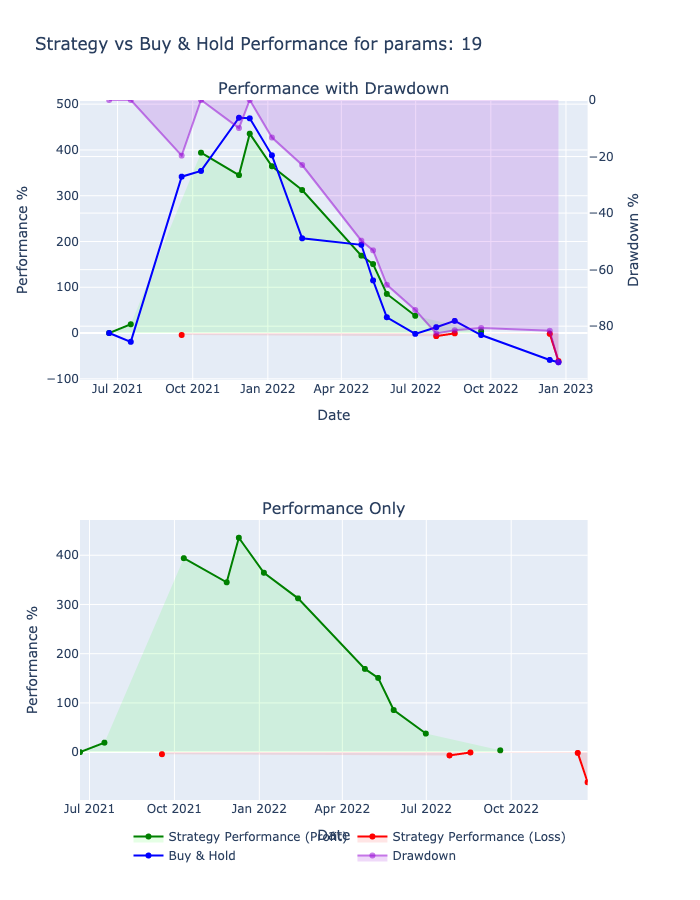 Strategy vs Buy & Hold Performance for params: 19
Performance with Drawdown
500
400
300
200
100
0
−100
0
−20
−40
−60
−80
Performance %
Drawdown %
Jul 2021 Oct 2021 Jan 2022 Apr 2022 Jul 2022 Oct 2022 Jan 2023
Date
Performance Only
400
300
200
100
0
Performance %
Jul 2021 Oct 2021 Jan 2022 Apr 2022 Jul 2022 Oct 2022
Date
Strategy Performance (Profit) Strategy Performance (Loss)
Buy & Hold Drawdown